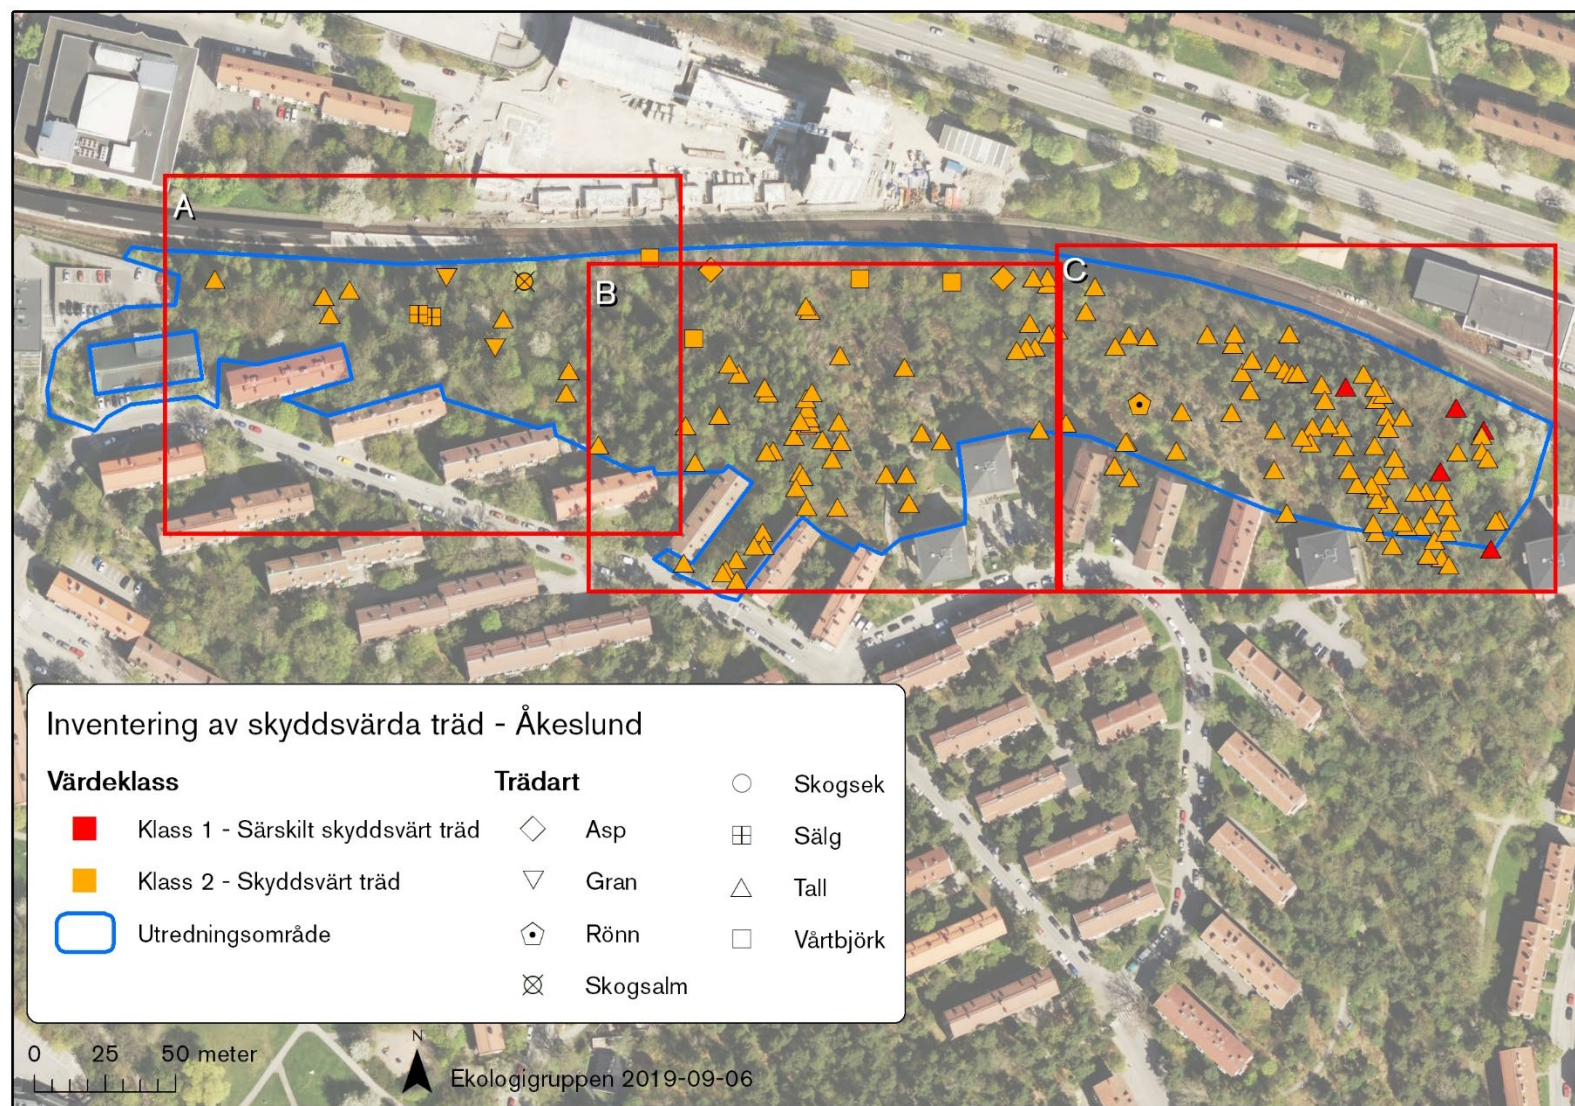 A
B
C
Inventering av skyddsvärda träd - Åkeslund
Värdeklass
Klass 1 - Särskilt skyddsvärt träd
Klass 2 - Skyddsvärt träd
Utredningsområde
Trädart
Asp
Gran
Rönn
Skogsalm
Skogsek
Sälg
Tall
Vårtbjörk
0 25 50 meter
N
Ekologigruppen 2019-09-06